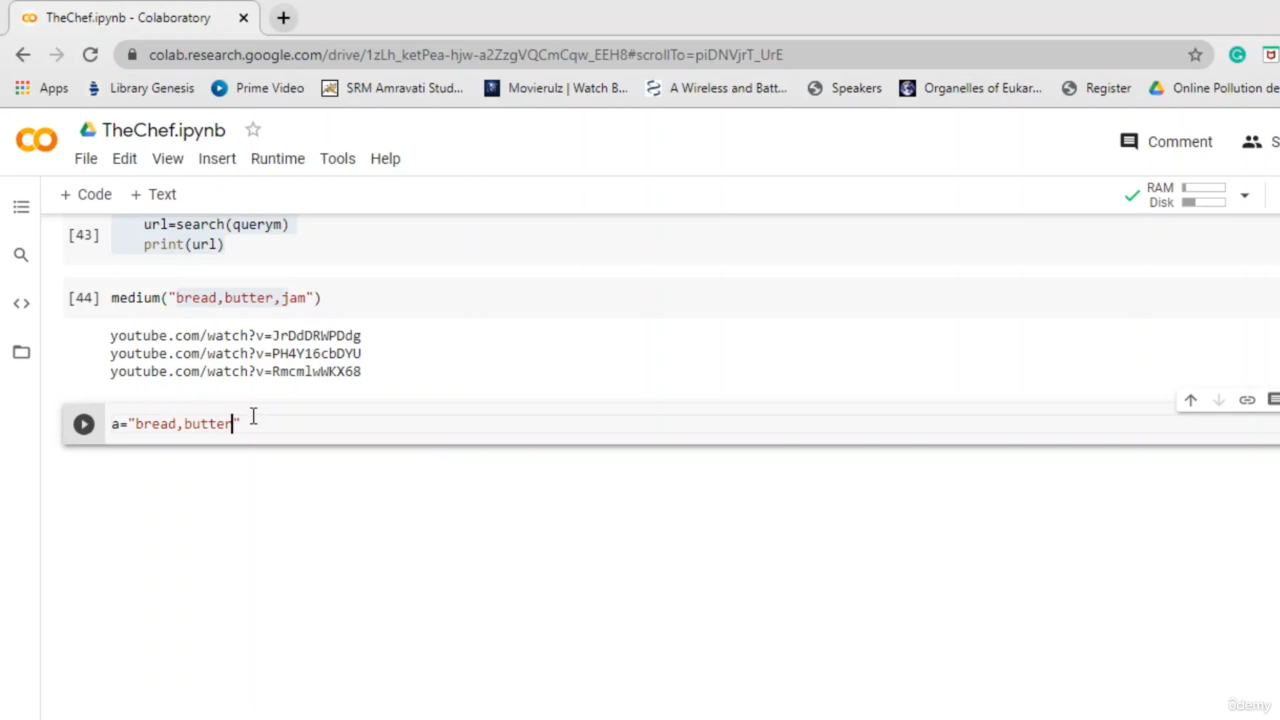 TheChef.ipynb - Colaboratory
colab.research.google.com/drive/1zLh_ketPea-hjw-a2ZzgVQCmCqw_EEH8#scrollTo=piDNVjrT_UrE
Apps Library Genesis Prime Video SRM Amravati Stud... Movierulz | Watch B... A Wireless and Batt... Speakers Organelles of Eukar... Register Online Pollution de
CO TheChef.ipynb
Comment S
File Edit View Insert Runtime Tools Help
+ Code + Text
RAM
Disk
url=search(querym)
[43]
print(url)
[44] medium("bread,butter,jam")
youtube.com/watch?v=JrDdDRWPDdg
youtube.com/watch?v=PH4Y16cbDYU
youtube.com/watch?v=RmcmlwWKX68
a="bread,butter"
ûdemy